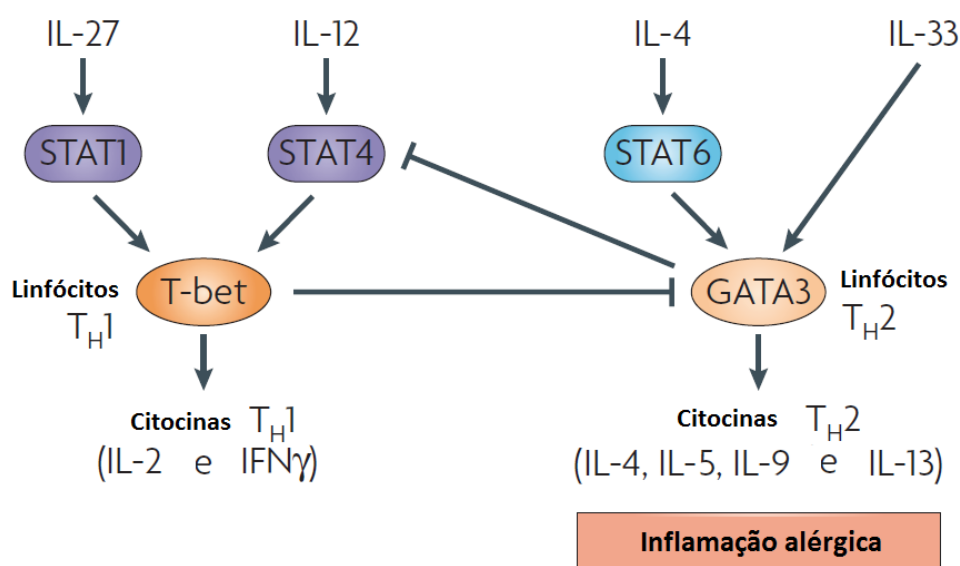 IL-27 IL-12 IL-4 IL-33
STAT1 STAT4 STAT6
Linfócitos T-bet GATA3 Linfócitos
TH1 TH2
Citocinas TH1 Citocinas TH2
(IL-2 e IFNγ) (IL-4, IL-5, IL-9 e IL-13)
Inflamação alérgica